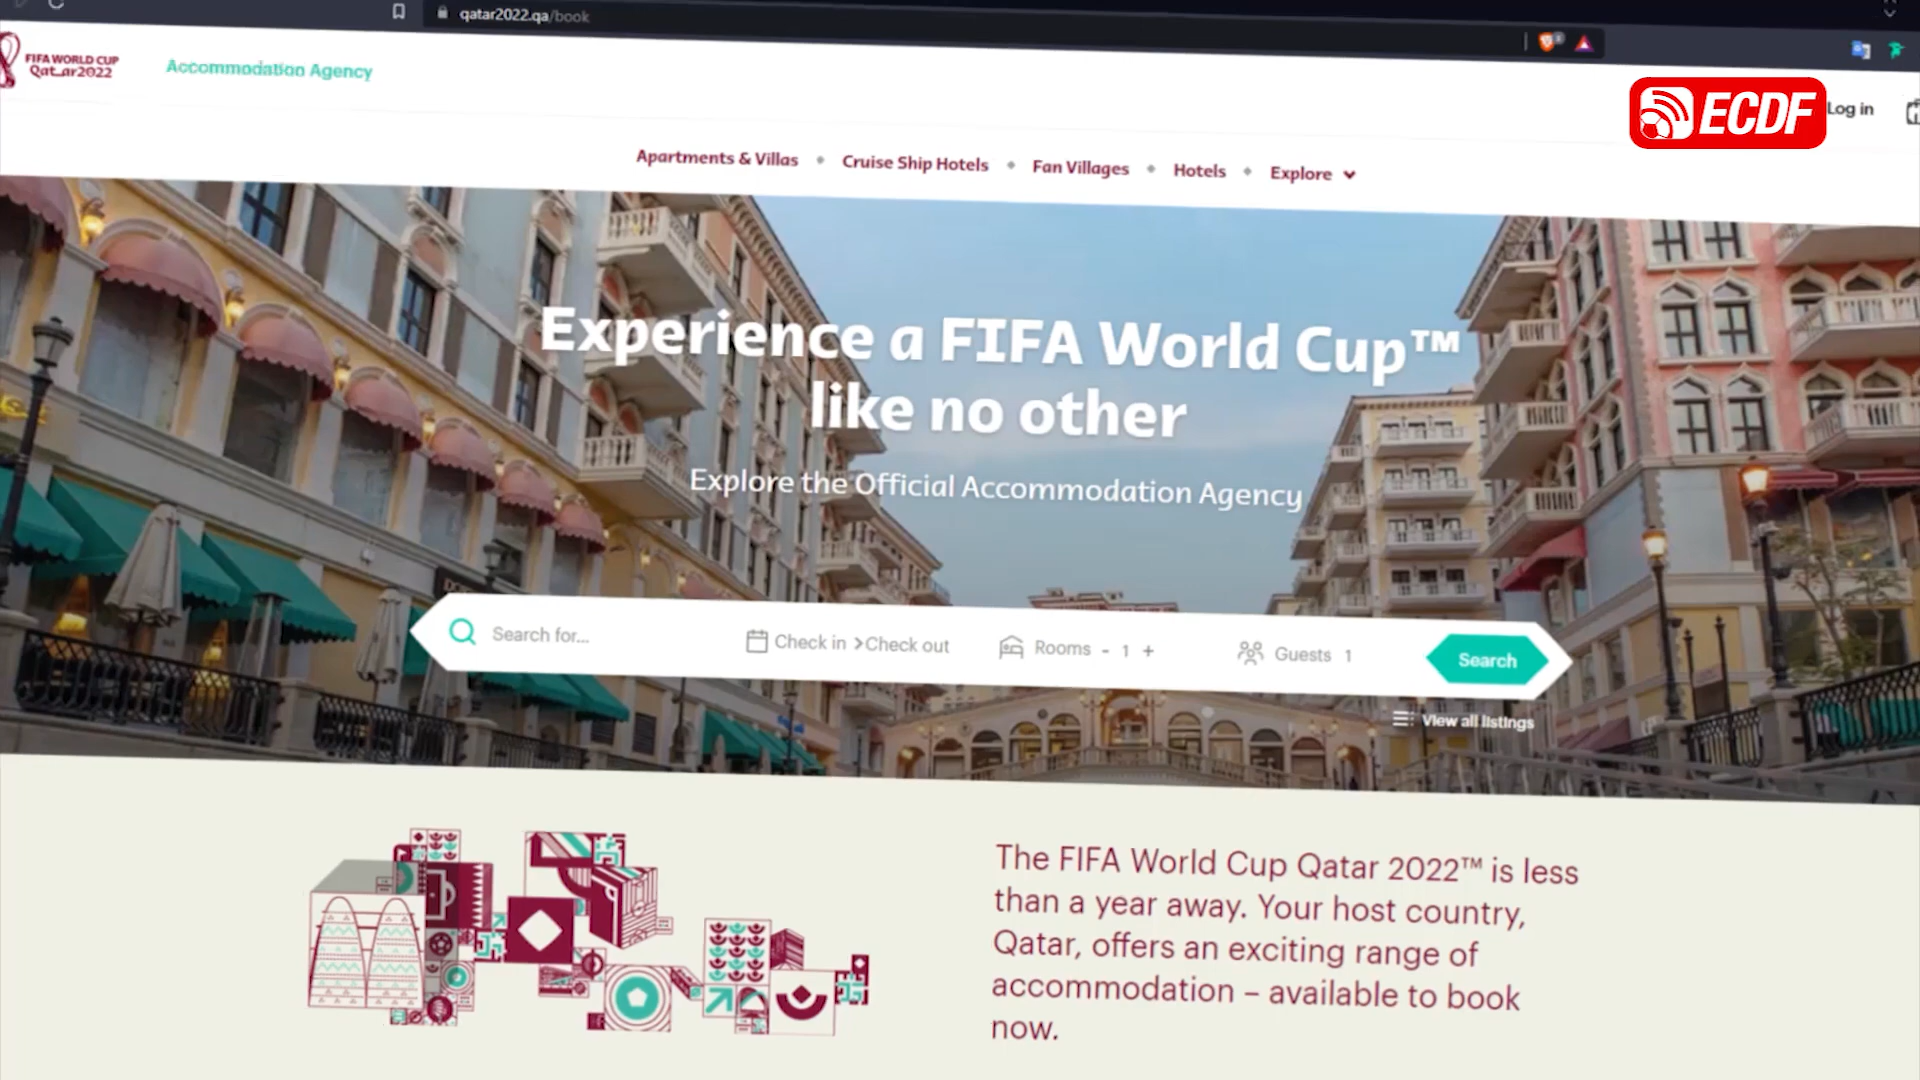 qatar2022.qa/book
FIFA WORLD CUP
Qatar2022
Accommodation Agency
ECDF
Log in
Apartments & Villas
Cruise Ship Hotels
Fan Villages
Hotels
Explore
Experience a FIFA World Cup™
like no other
Explore the Official Accommodation Agency
Search for...
Check in >Check out
Rooms - 1 +
Guests 1
Search
View all listings
The FIFA World Cup Qatar 2022™ is less
than a year away. Your host country,
Qatar, offers an exciting range of
accommodation – available to book
now.